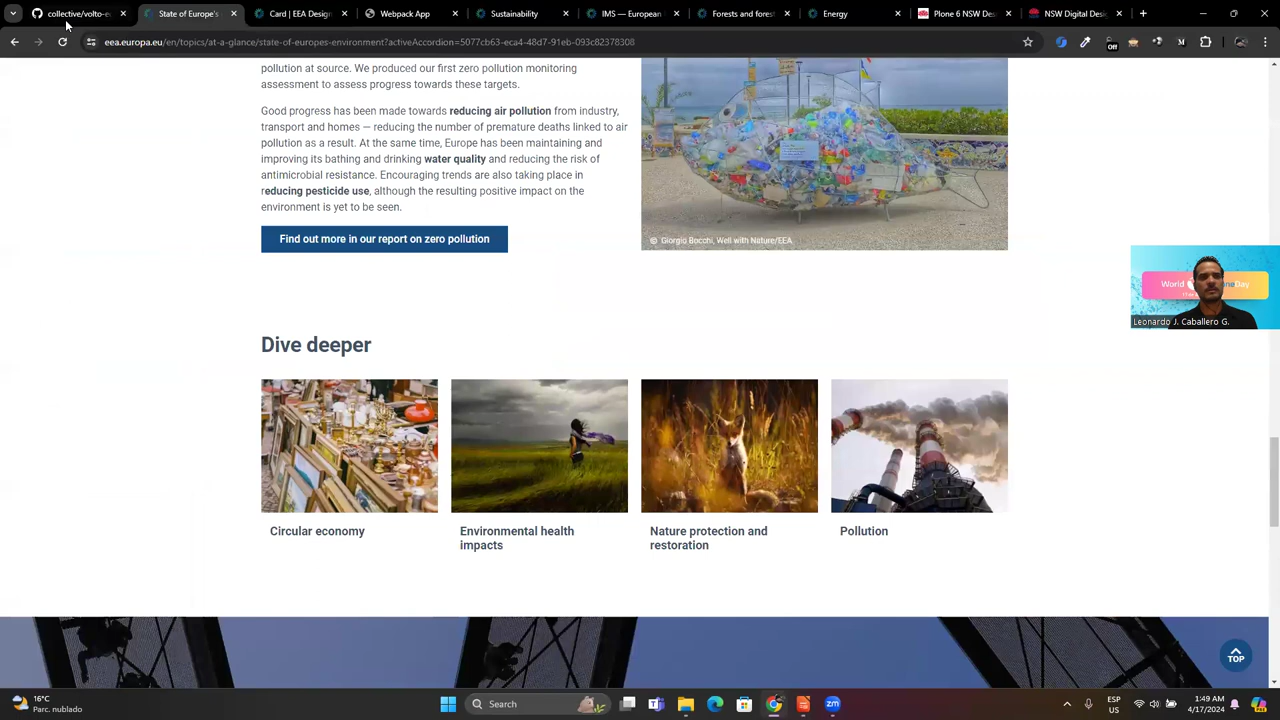 collective/volto-e
State of Europe's
Card | EEA Design
Webpack App
Sustainability
IMS — European
Forests and forest
Energy
Plone 6 NSW De
NSW Digital Desi
eea.europa.eu/en/topics/at-a-glance/state-of-europes-environment?activeAccordion=5077cb63-eca4-48d7-91eb-093c82378308
Off
pollution at source. We produced our first zero pollution monitoring
assessment to assess progress towards these targets.
Good progress has been made towards reducing air pollution from industry,
transport and homes — reducing the number of premature deaths linked to air
pollution as a result. At the same time, Europe has been maintaining and
improving its bathing and drinking water quality and reducing the risk of
antimicrobial resistance. Encouraging trends are also taking place in
reducing pesticide use, although the resulting positive impact on the
environment is yet to be seen.
© Giorgio Bocchi, Well with Nature/EEA
Find out more in our report on zero pollution
World
neDay
Leonardo J. Caballero G.
Dive deeper
Circular economy
Environmental health
impacts
Nature protection and
restoration
Pollution
TOP
16°C
Parc. nublado
Search
zm
ESP
SP
1:49 AM
4/17/2024